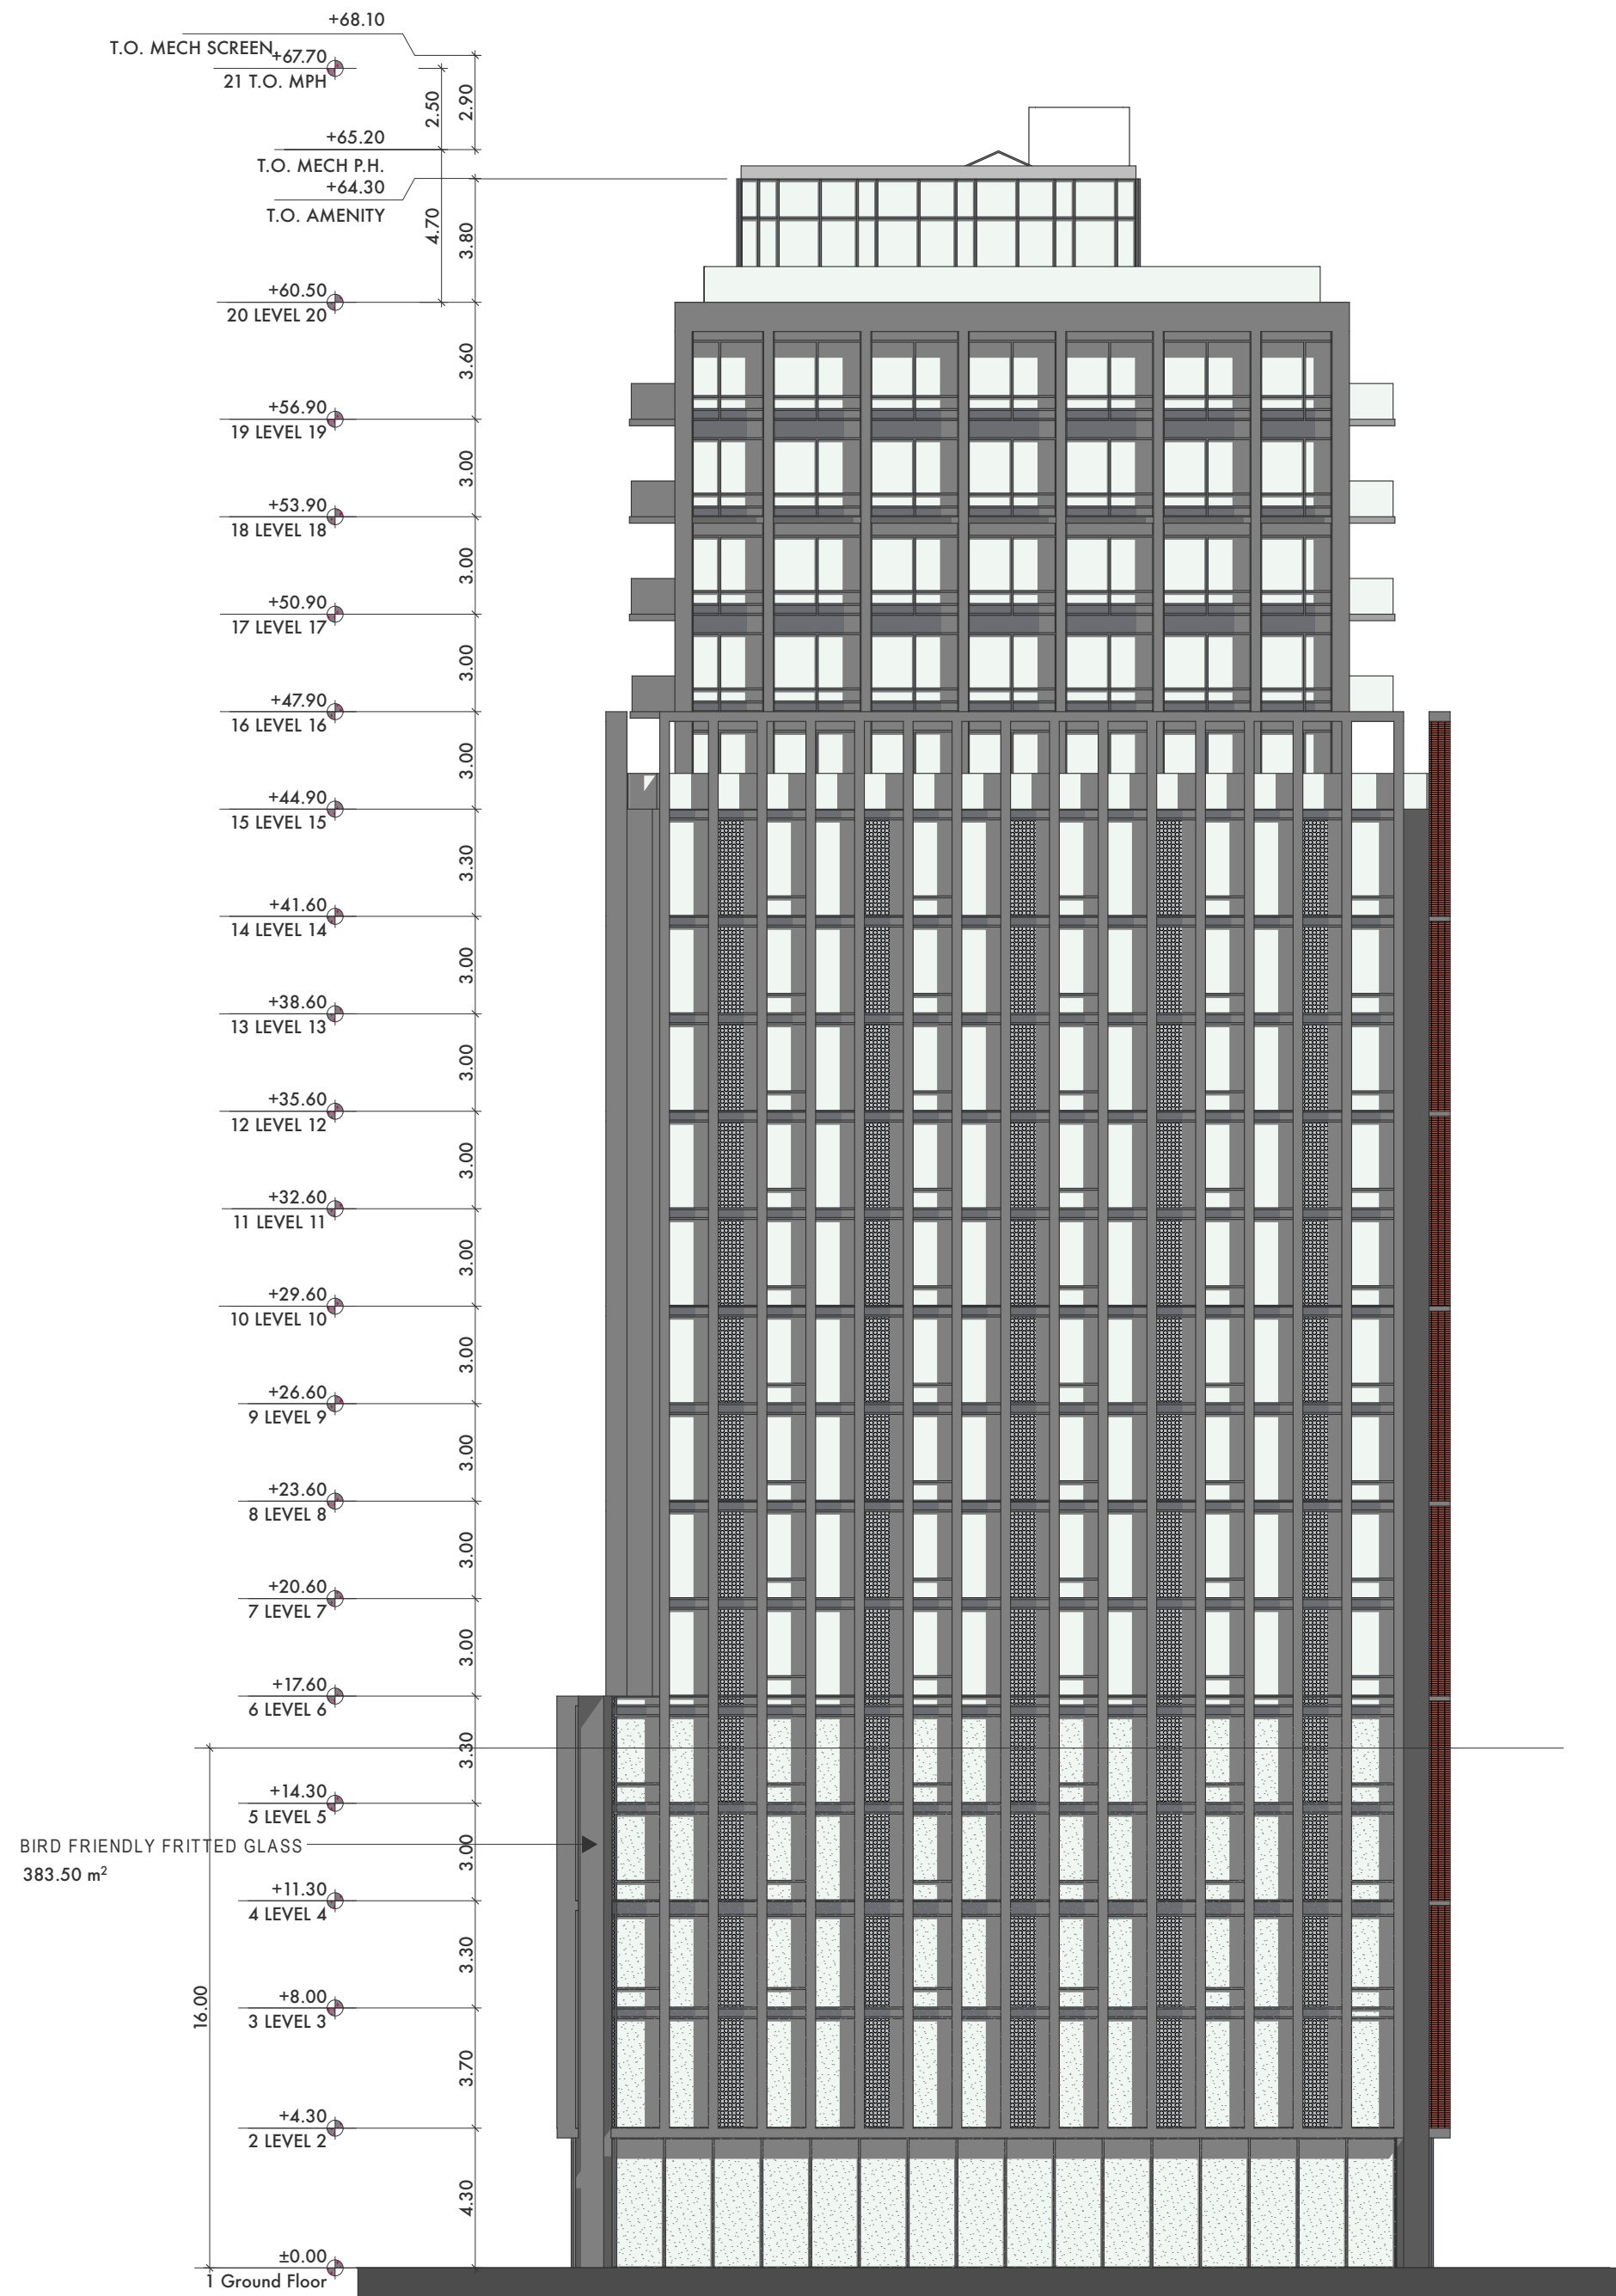 +68.10
T.O. MECH SCREEN
+67.70
21 T.O. MPH
2.50
2.90
+65.20
T.O. MECH P.H.
+64.30
T.O. AMENITY
4.70
3.80
+60.50
20 LEVEL 20
3.60
+56.90
19 LEVEL 19
3.00
+53.90
18 LEVEL 18
3.00
+50.90
17 LEVEL 17
3.00
+47.90
16 LEVEL 16
3.00
+44.90
15 LEVEL 15
3.30
+41.60
14 LEVEL 14
3.00
+38.60
13 LEVEL 13
3.00
+35.60
12 LEVEL 12
3.00
+32.60
11 LEVEL 11
3.00
+29.60
10 LEVEL 10
3.00
+26.60
9 LEVEL 9
3.00
+23.60
8 LEVEL 8
3.00
+20.60
7 LEVEL 7
3.00
+17.60
6 LEVEL 6
3.30
+14.30
5 LEVEL 5
BIRD FRIENDLY FRITTED GLASS
383.50 m²
3.00
+11.30
4 LEVEL 4
3.30
16.00
+8.00
3 LEVEL 3
3.70
+4.30
2 LEVEL 2
4.30
±0.00
1 Ground Floor